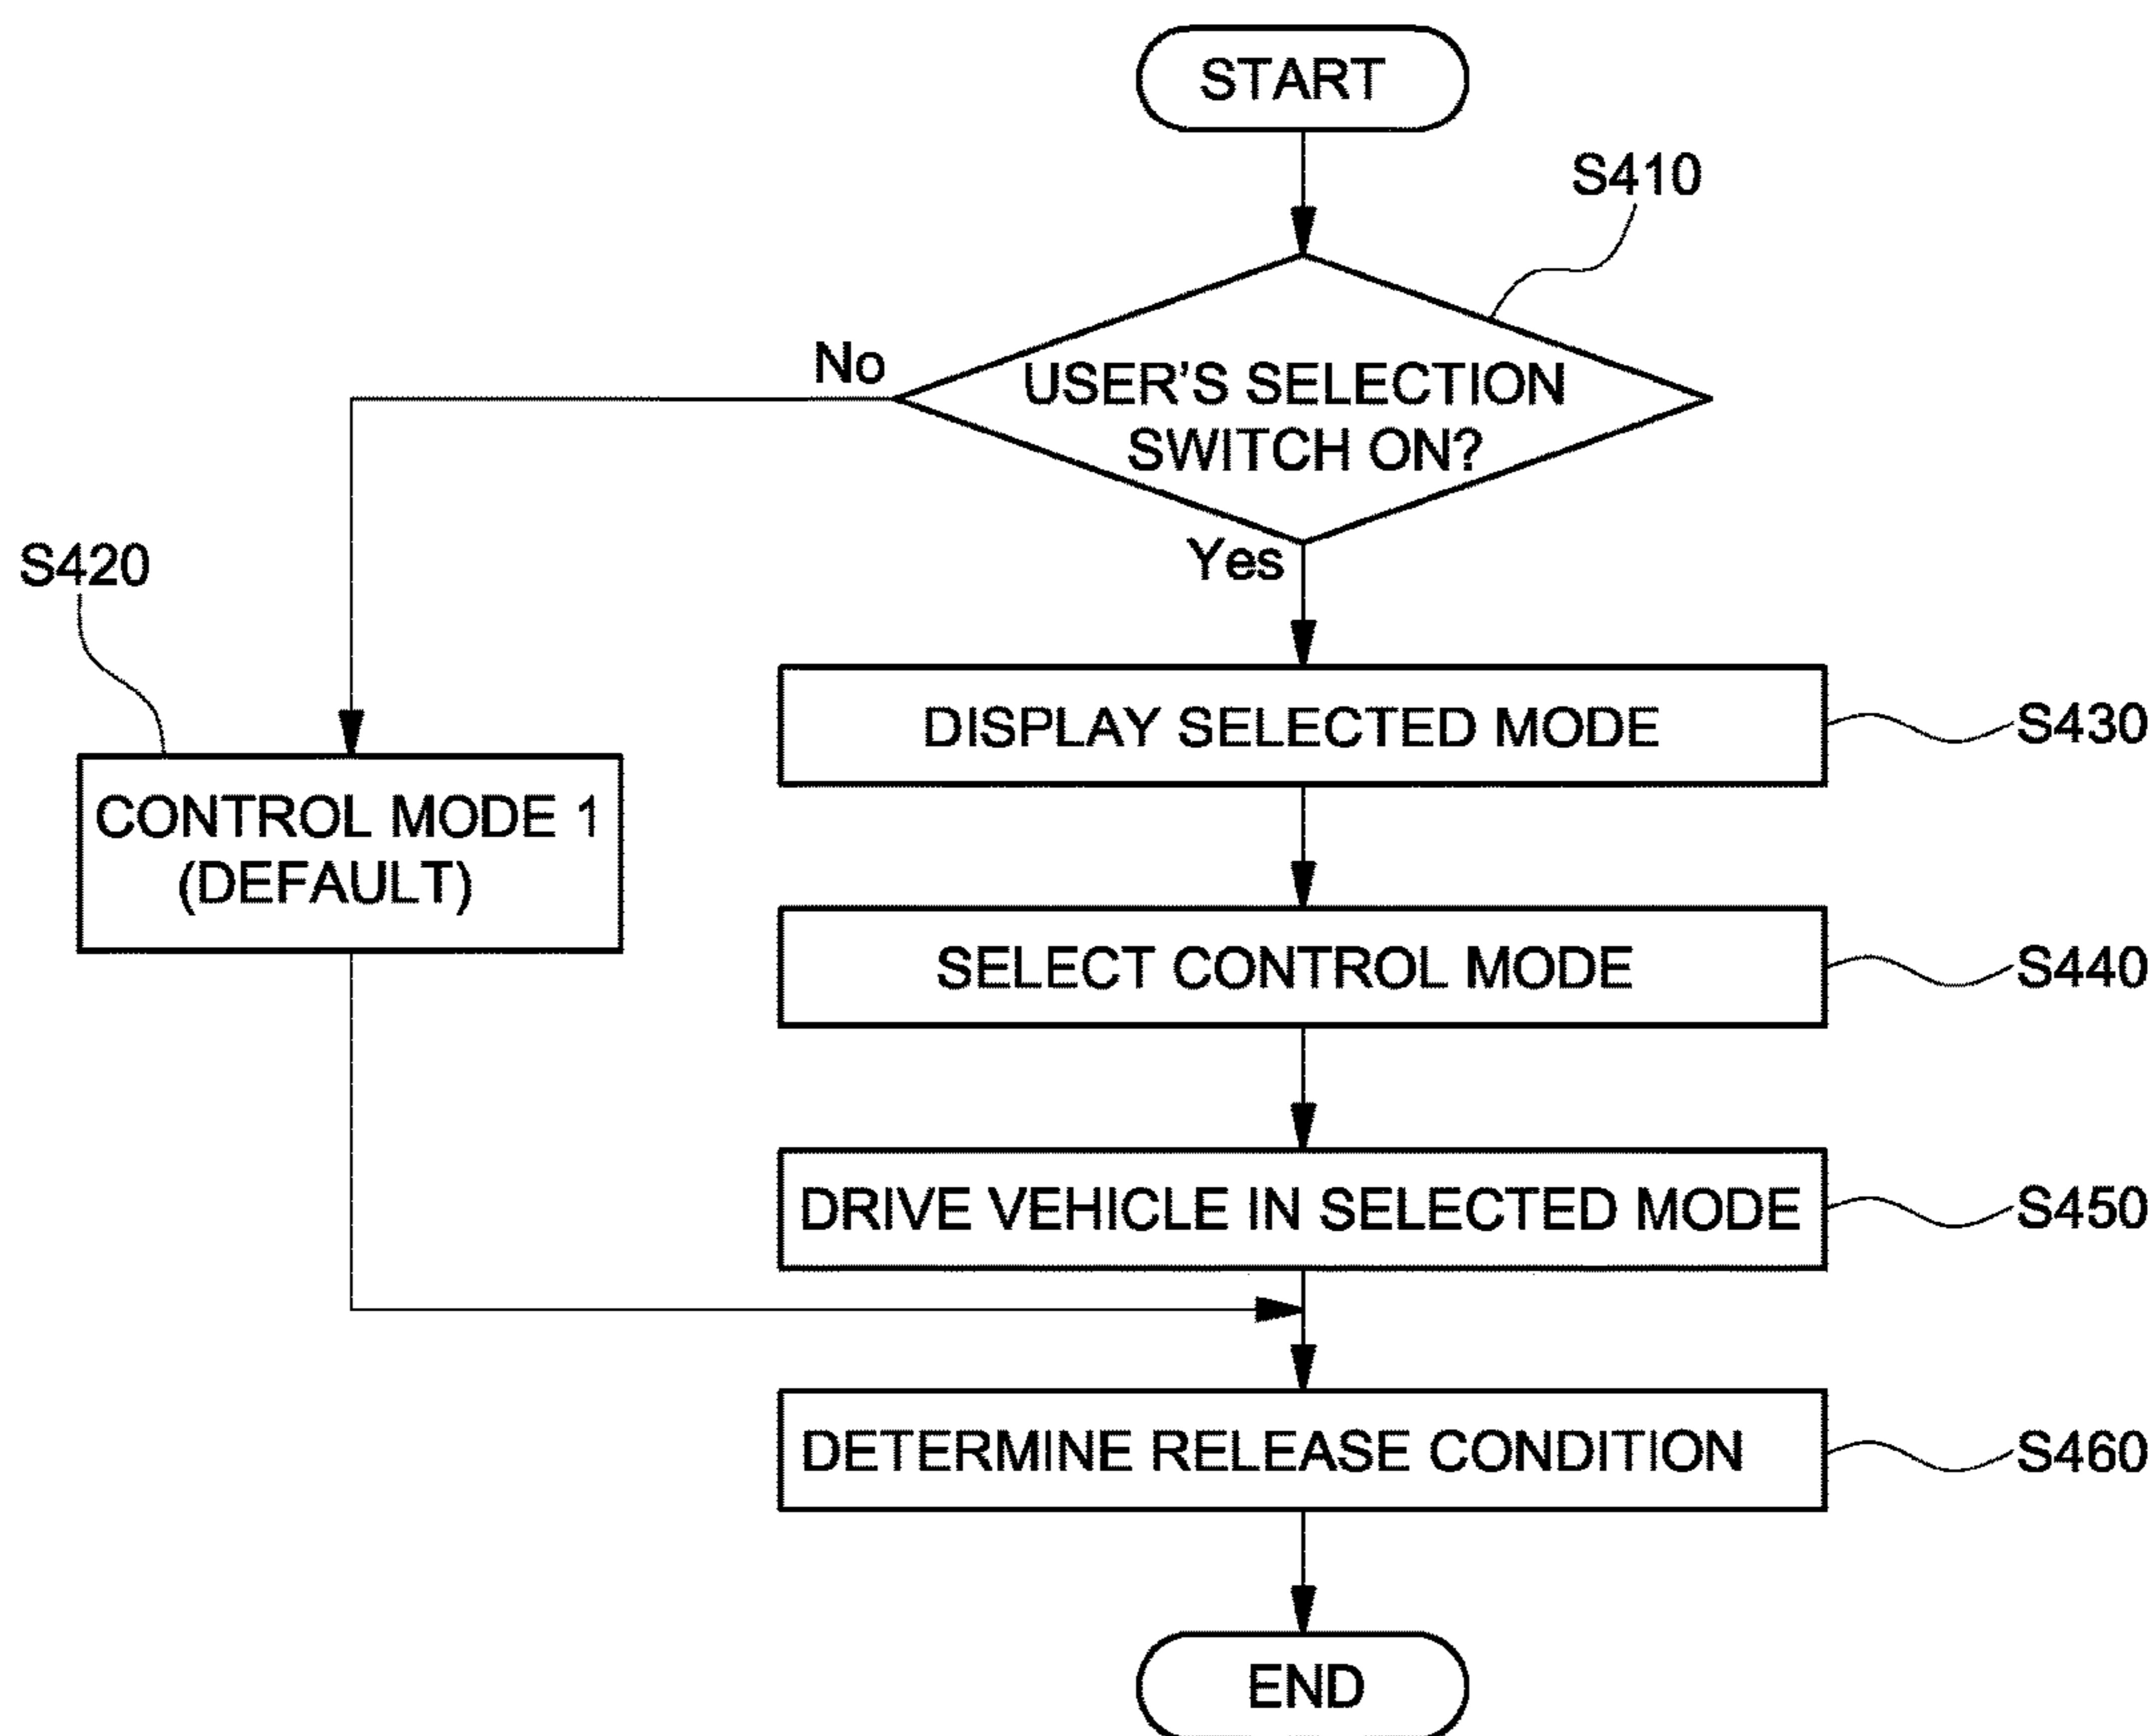 START
S410
No
USER'S SELECTION
SWITCH ON?
Yes
S420
DISPLAY SELECTED MODE
S430
CONTROL MODE 1
(DEFAULT)
SELECT CONTROL MODE
S440
DRIVE VEHICLE IN SELECTED MODE
S450
DETERMINE RELEASE CONDITION
S460
END